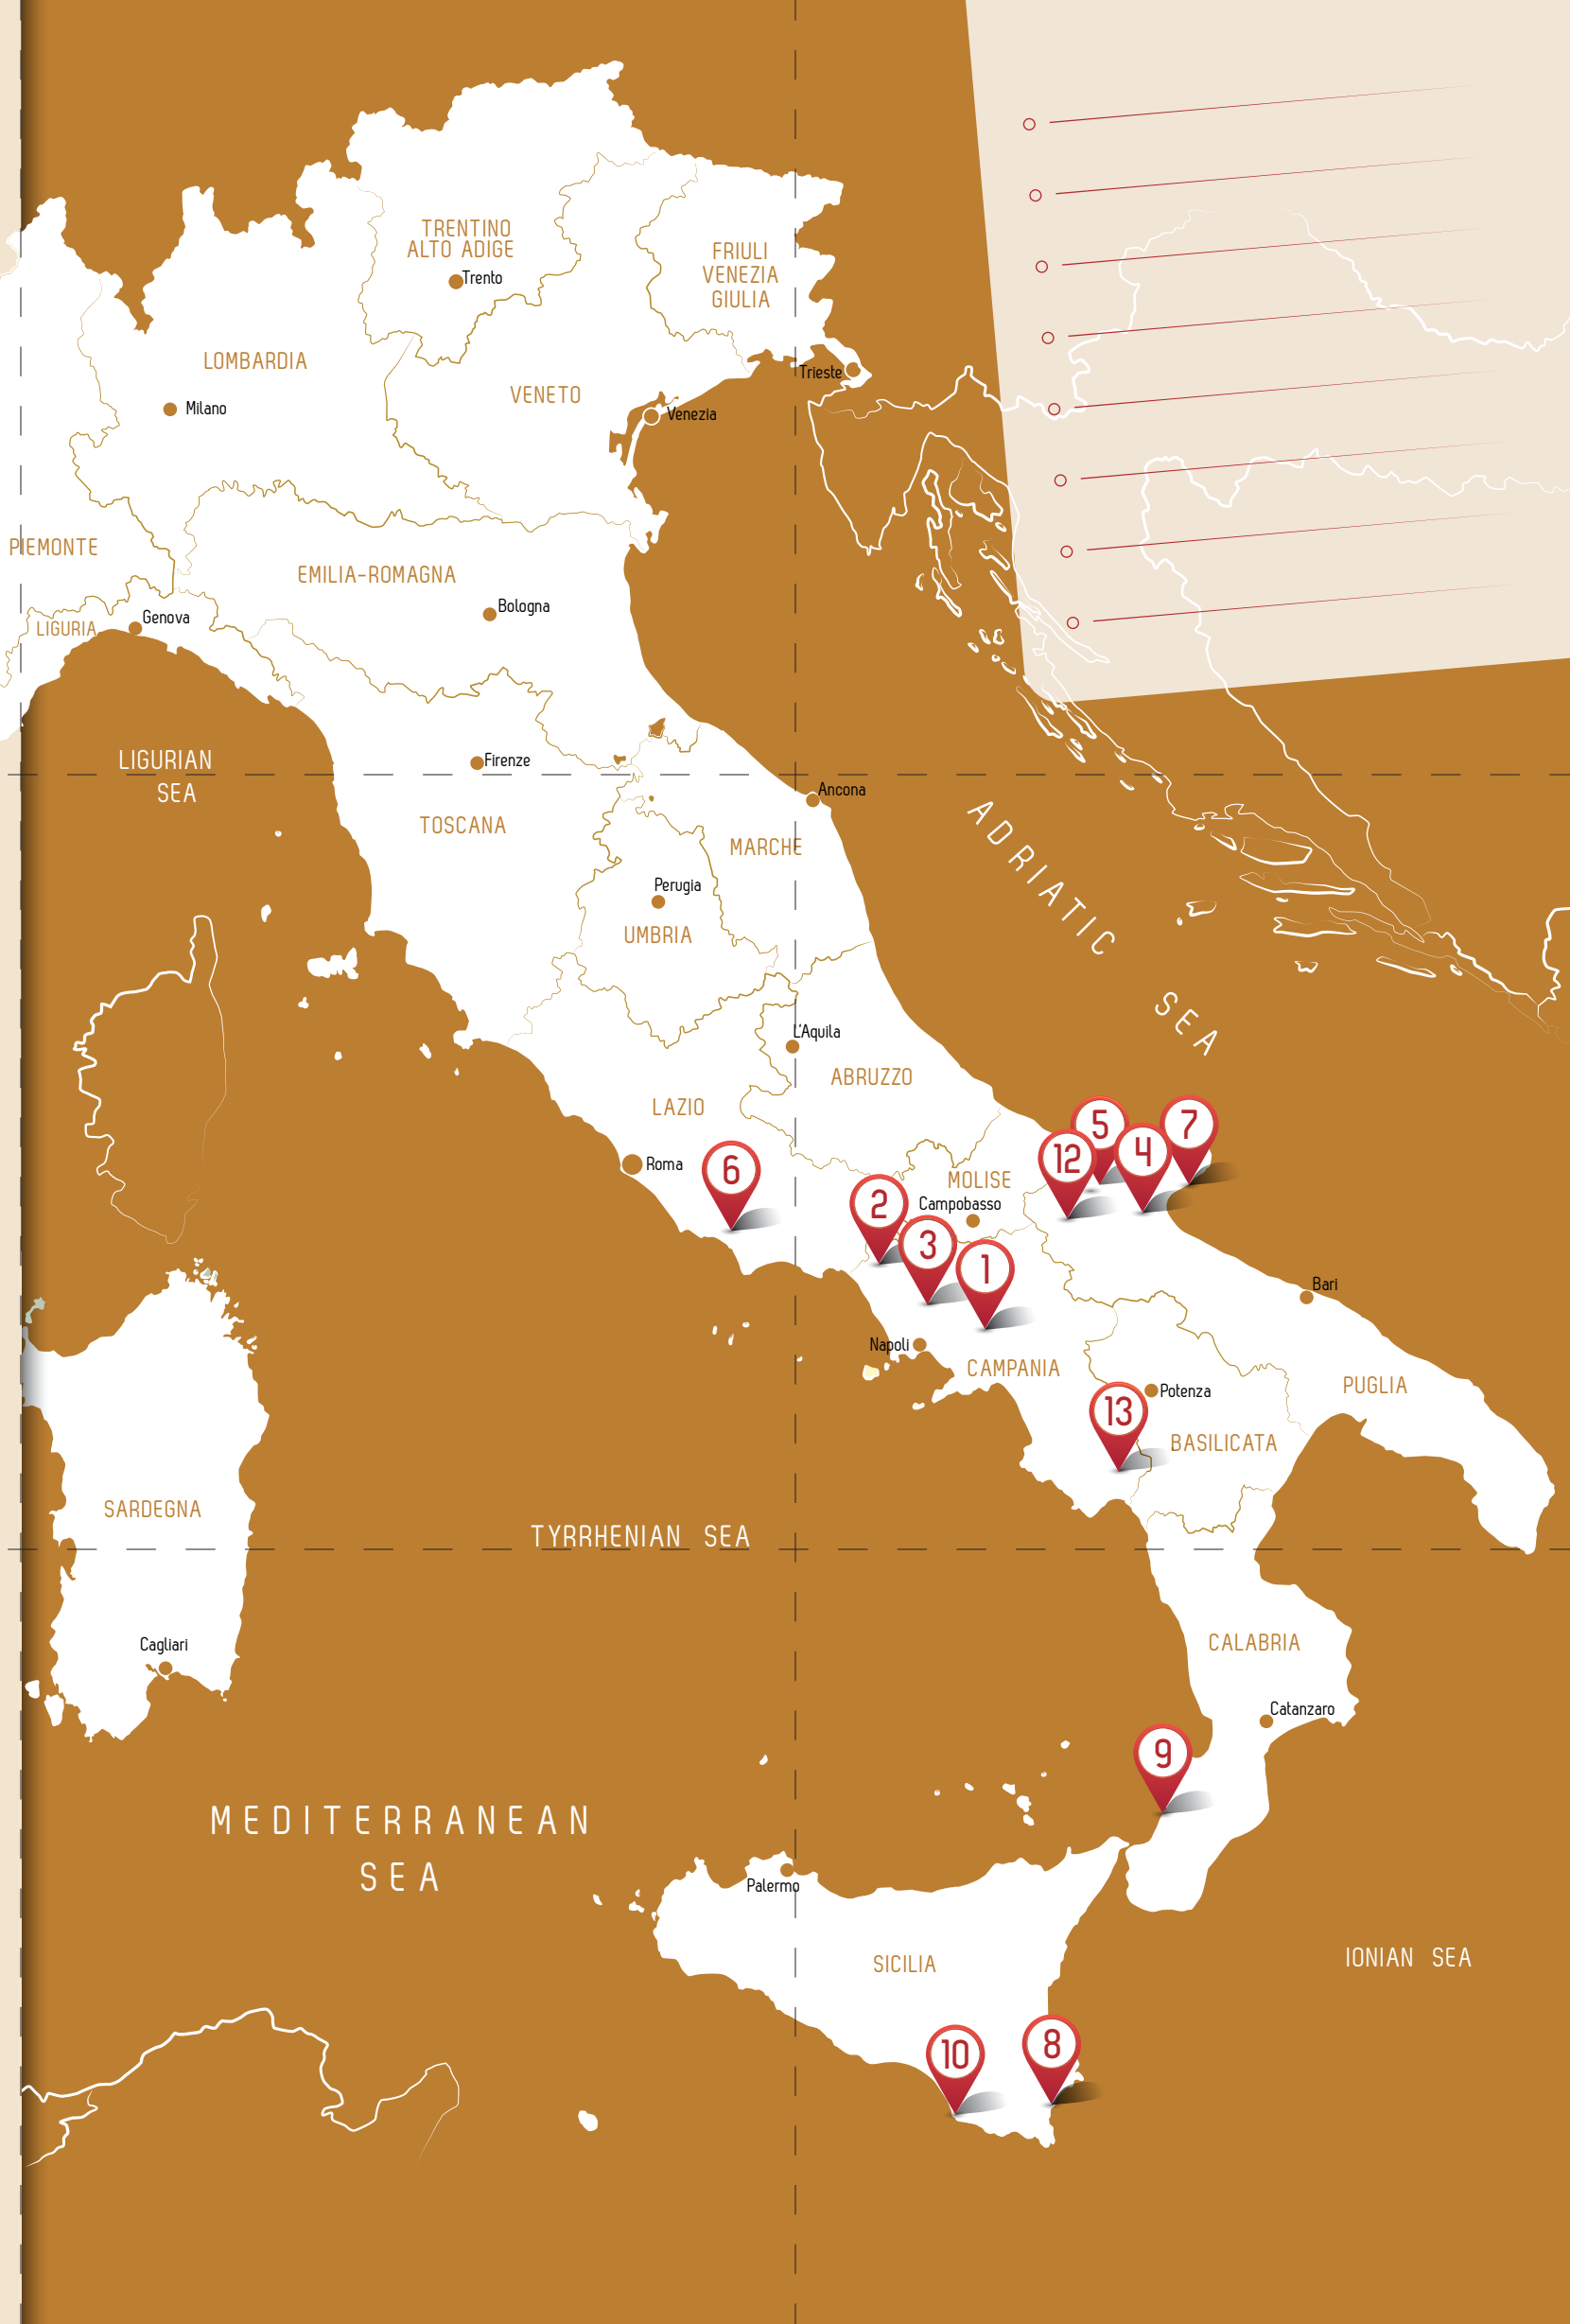 TRENTINO
ALTO ADIGE
Trento
FRIULI
VENEZIA
GIULIA
LOMBARDIA
Milano
VENETO
Trieste
Venezia
PIEMONTE
EMILIA-ROMAGNA
Bologna
Genova
LIGURIA
LIGURIAN
SEA
Firenze
TOSCANA
Ancona
MARCHE
Perugia
UMBRIA
ADRIATIC
SEA
L'Aquila
ABRUZZO
LAZIO
Roma
6
5
7
12
4
MOLISE
Campobasso
2
3
1
Bari
Napoli
CAMPANIA
Potenza
PUGLIA
13
BASILICATA
SARDEGNA
TYRRHENIAN SEA
Cagliari
CALABRIA
Catanzaro
9
MEDITERRANEAN
SEA
Palermo
SICILIA
IONIAN SEA
10
8